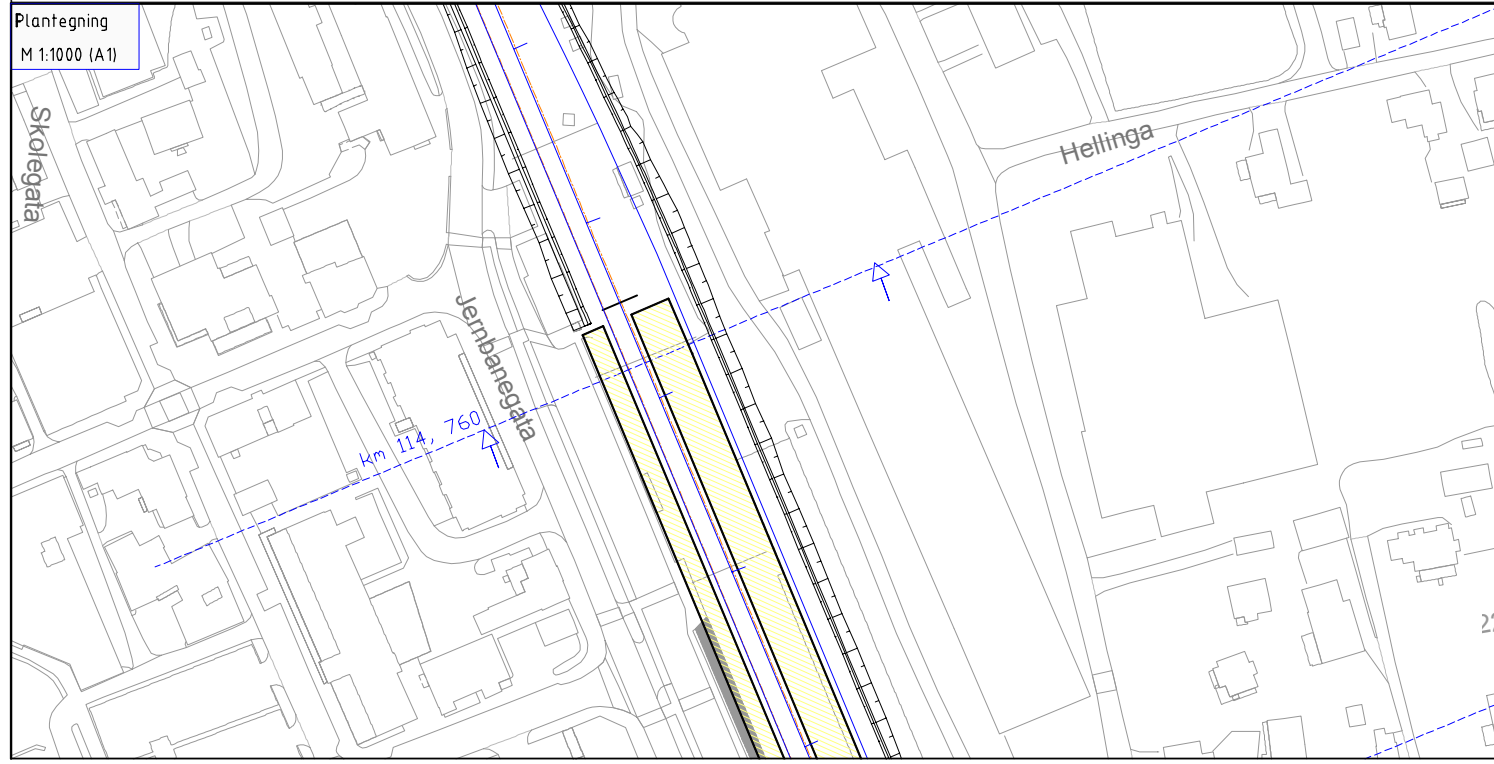 Plantegning
M 1:1000 (A1)
Skolegata
Hellinga
Jernbanegata
km 114, 760